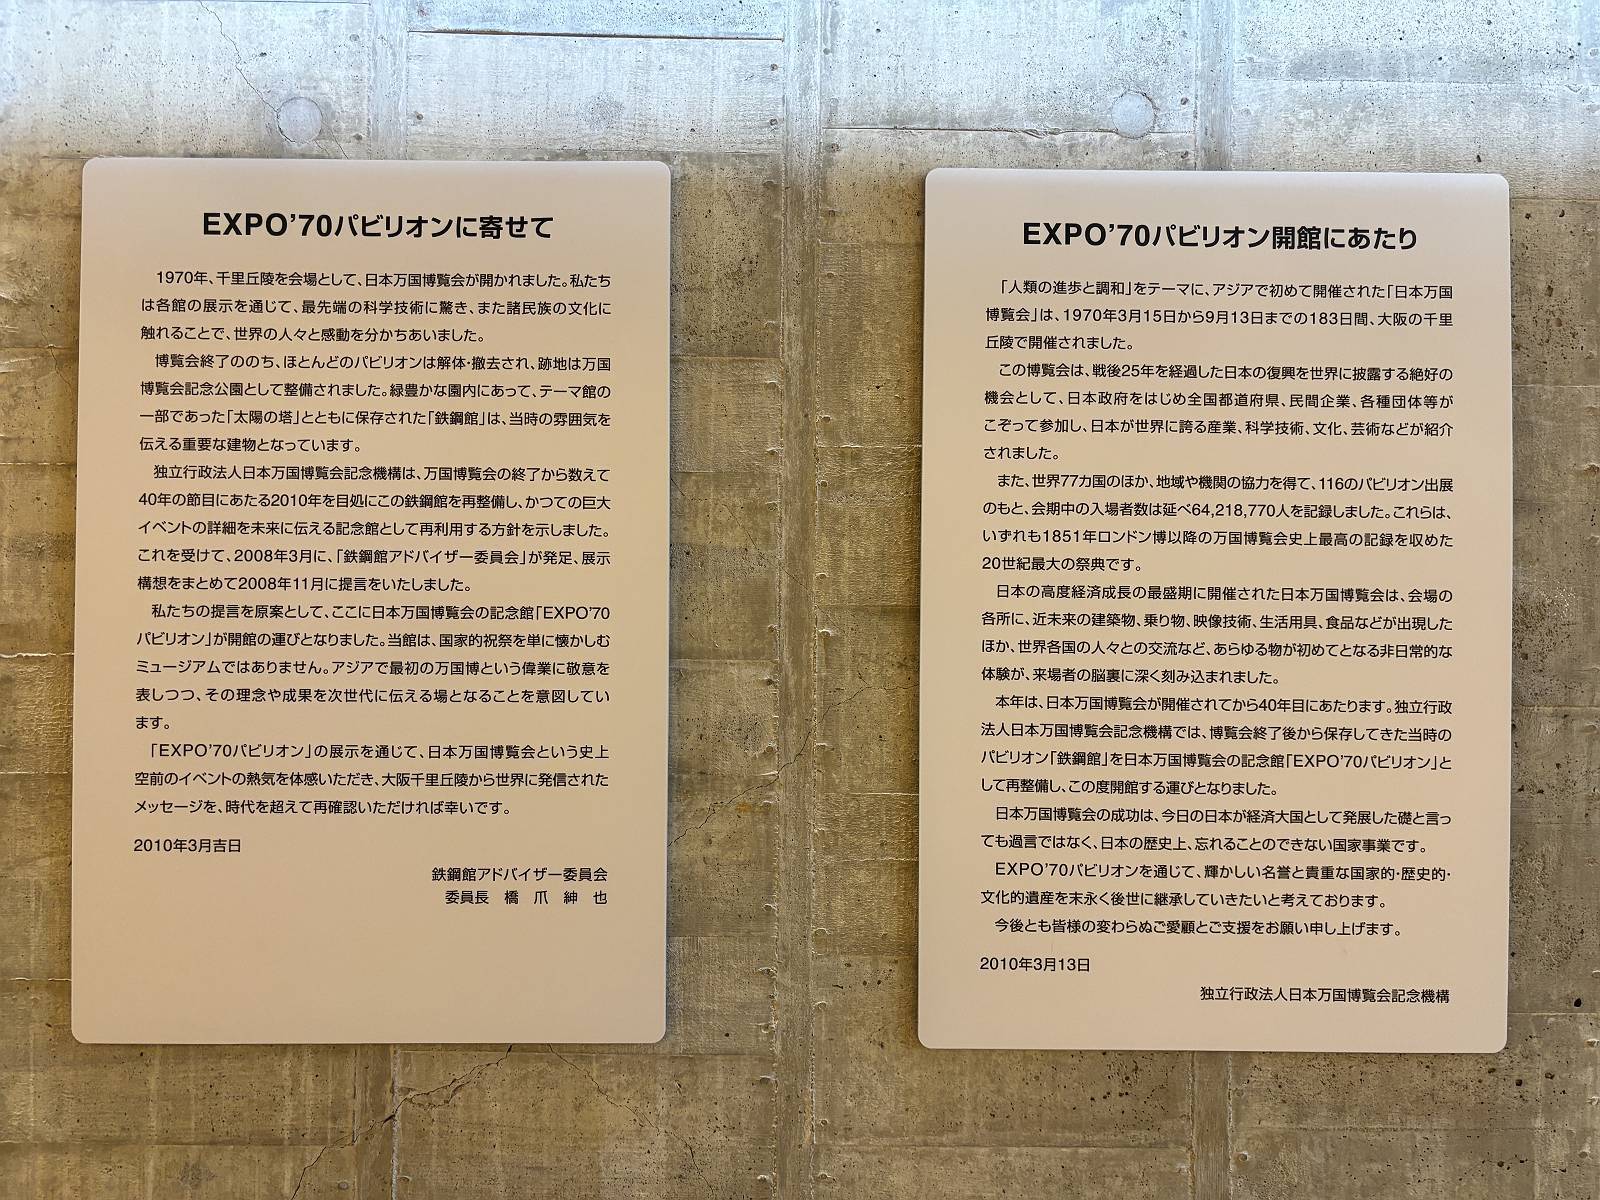 EXPO'70パビリオンに寄せて
1970年、千里丘陵を会場として、日本万国博覧会が開かれました。私たち
は各館の展示を通じて、最先端の科学技術に驚き、また諸民族の文化に
触れることで、世界の人々と感動を分かちあいました。
博覧会終了ののち、ほとんどのパビリオンは解体・撤去され、跡地は万国
博覧会記念公園として整備されました。緑豊かな園内にあって、テーマ館の
一部であった「太陽の塔」とともに保存された「鉄鋼館」は、当時の雰囲気を
伝える重要な建物となっています。
独立行政法人日本万国博覧会記念機構は、万国博覧会の終了から数えて
40年の節目にあたる2010年を目処にこの鉄鋼館を再整備し、かつての巨大
イベントの詳細を未来に伝える記念館として再利用する方針を示しました。
これを受けて、2008年3月に、「鉄鋼館アドバイザー委員会」が発足、展示
構想をまとめて2008年11月に提言をいたしました。
私たちの提言を原案として、ここに日本万国博覧会の記念館「EXPO'70
パビリオン」が開館の運びとなりました。当館は、国家的祝祭を単に懐かしむ
ミュージアムではありません。アジアで最初の万国博という偉業に敬意を
表しつつ、その理念や成果を次世代に伝える場となることを意図してい
ます。
「EXPO'70パビリオン」の展示を通じて、日本万国博覧会という史上
空前のイベントの熱気を体感いただき、大阪千里丘陵から世界に発信された
メッセージを、時代を超えて再確認いただければ幸いです。
2010年3月吉日
鉄鋼館アドバイザー委員会
委員長 橋 爪 紳 也
EXPO'70パビリオン開館にあたり
「人類の進歩と調和」をテーマに、アジアで初めて開催された「日本万国
博覧会」は、1970年3月15日から9月13日までの183日間、大阪の千里
丘陵で開催されました。
この博覧会は、戦後25年を経過した日本の復興を世界に披露する絶好の
機会として、日本政府をはじめ全国都道府県、民間企業、各種団体等が
こぞって参加し、日本が世界に誇る産業、科学技術、文化、芸術などが紹介
されました。
また、世界77カ国のほか、地域や機関の協力を得て、116のパビリオン出展
のもと、会期中の入場者数は延べ64,218,770人を記録しました。これらは、
いずれも1851年ロンドン博以降の万国博覧会史上最高の記録を収めた
20世紀最大の祭典です。
日本の高度経済成長の最盛期に開催された日本万国博覧会は、会場の
各所に、近未来の建築物、乗り物、映像技術、生活用具、食品などが出現した
ほか、世界各国の人々との交流など、あらゆる物が初めてとなる非日常的な
体験が、来場者の脳裏に深く刻み込まれました。
本年は、日本万国博覧会が開催されてから40年目にあたります。独立行政
法人日本万国博覧会記念機構では、博覧会終了後から保存してきた当時の
パビリオン「鉄鋼館」を日本万国博覧会の記念館「EXPO'70パビリオン」と
して再整備し、この度開館する運びとなりました。
日本万国博覧会の成功は、今日の日本が経済大国として発展した礎と言っ
ても過言ではなく、日本の歴史上、忘れることのできない国家事業です。
EXPO'70パビリオンを通じて、輝かしい名誉と貴重な国家的・歴史的・
文化的遺産を末永く後世に継承していきたいと考えております。
今後とも皆様の変わらぬご愛顧とご支援をお願い申し上げます。
2010年3月13日
独立行政法人日本万国博覧会記念機構